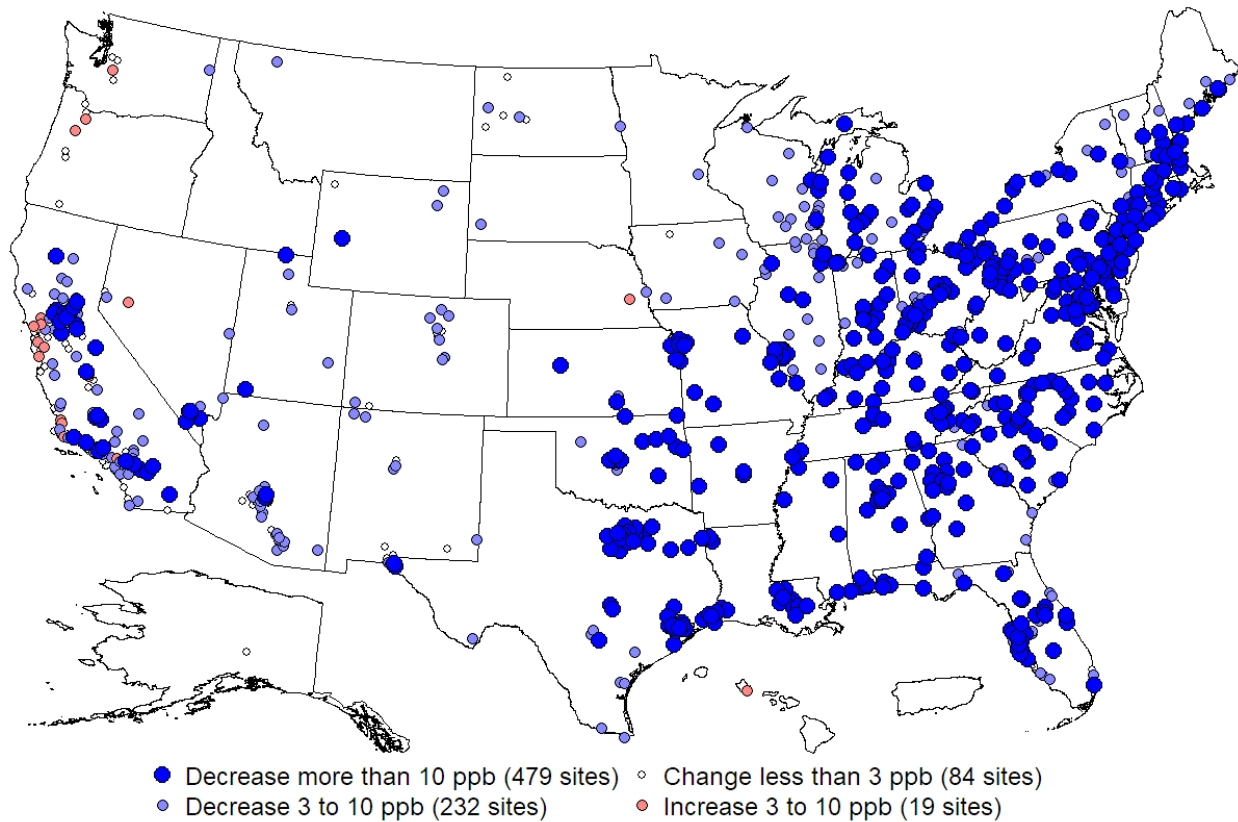 Decrease more than 10 ppb (479 sites)
Change less than 3 ppb (84 sites)
Decrease 3 to 10 ppb (232 sites)
Increase 3 to 10 ppb (19 sites)